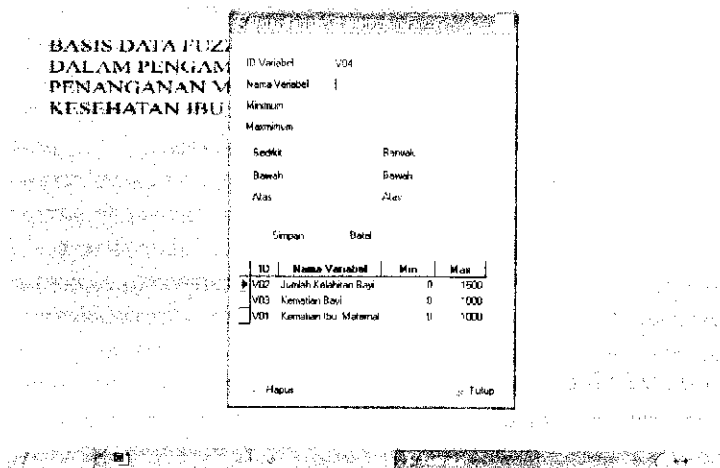 BASIS DATA FUZZ
DALAM PENGAM
PENANGANAN M
KESEHATAN IBU
ID Variabel V04
Nama Variabel
Minimum
Maxmimum
Sedikit Banyak
Bawah Bawah
Atas Atas
Simpan Batal
ID Nama Variabel Min Max
V02 Jumlah Kelahiran Bayi 0 1500
V03 Kematian Bayi 0 1000
V01 Kematian Ibu Maternal 0 1000
Hapus Tutup